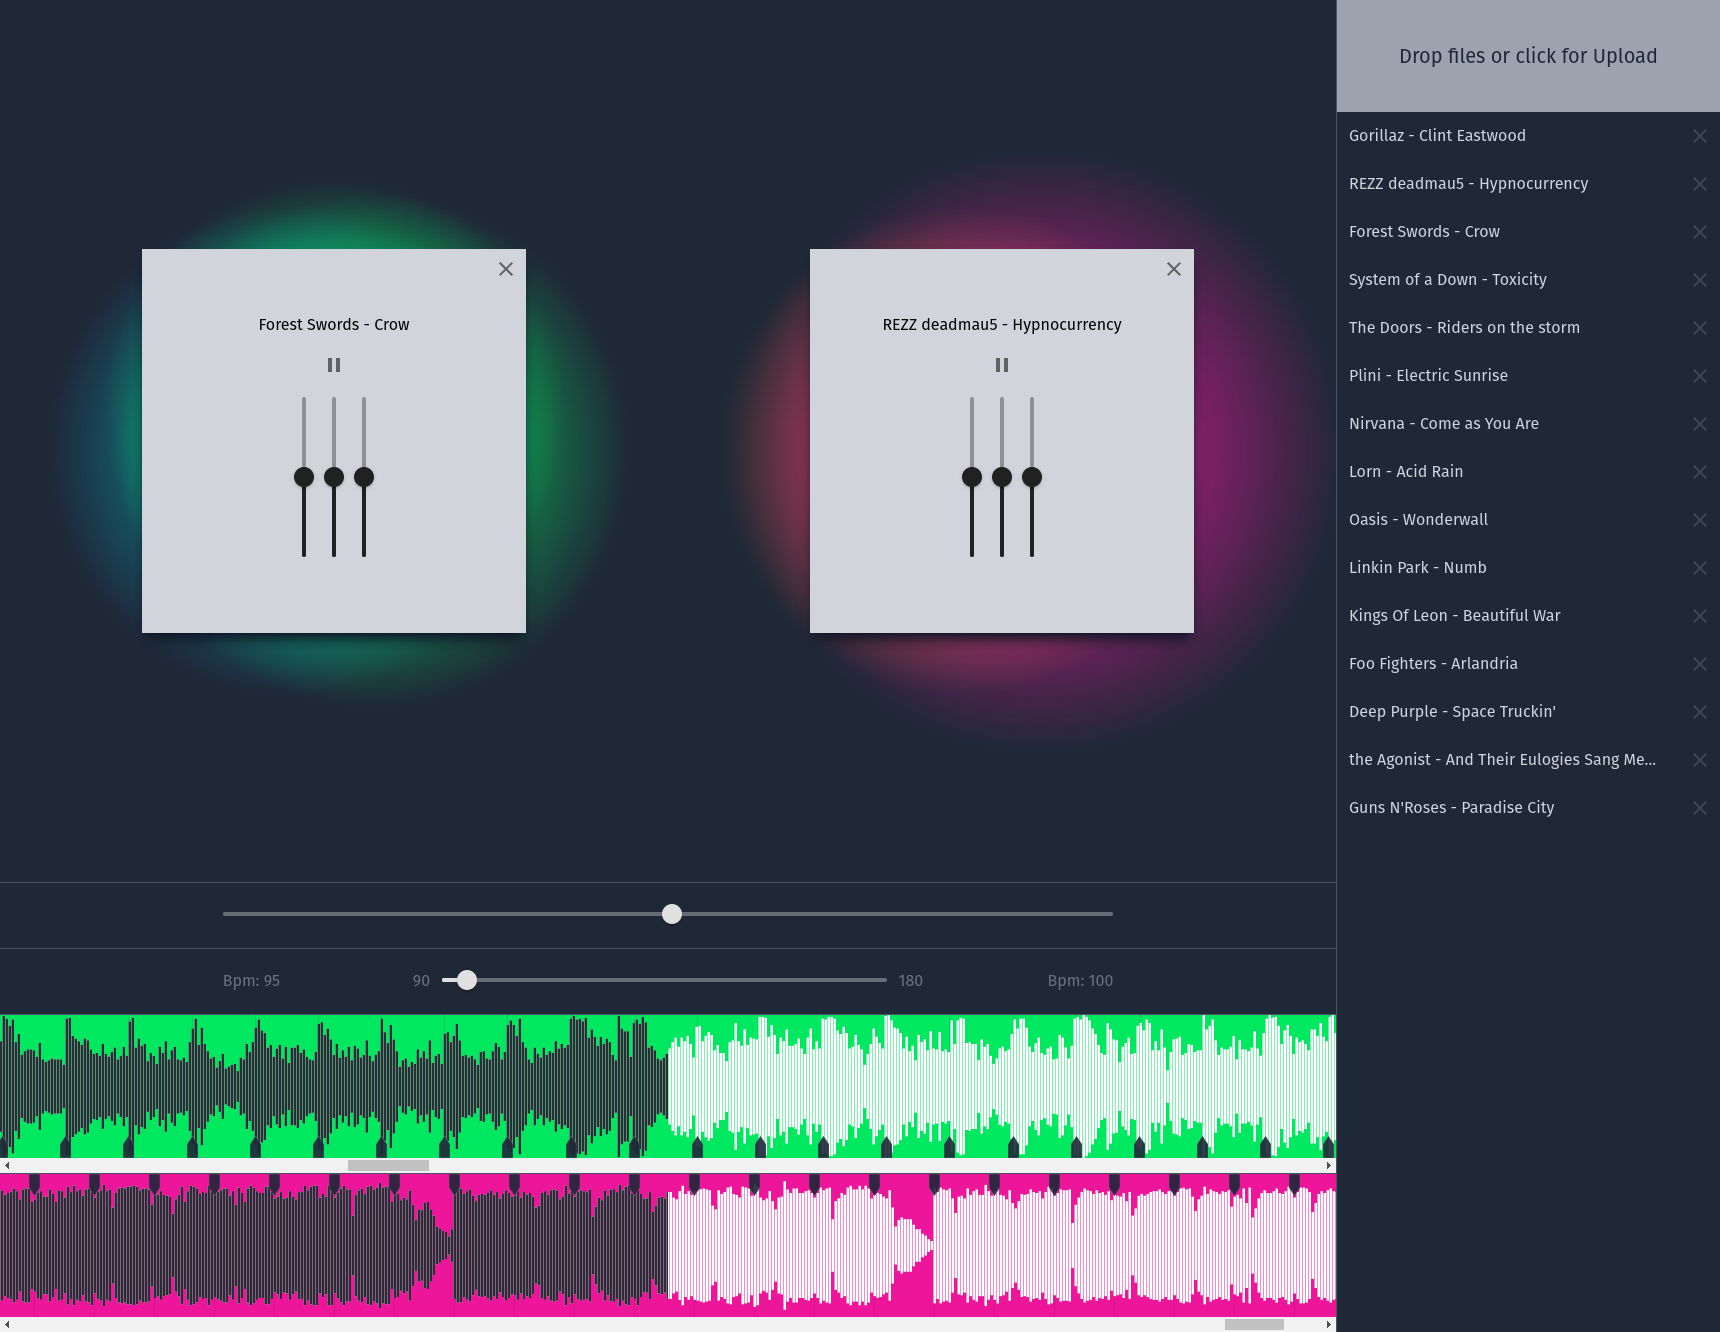 Drop files or click for Upload
Gorillaz - Clint Eastwood
REZZ deadmau5 - Hypnocurrency
Forest Swords - Crow
System of a Down - Toxicity
The Doors - Riders on the storm
Plini - Electric Sunrise
Nirvana - Come as You Are
Lorn - Acid Rain
Oasis - Wonderwall
Linkin Park - Numb
Kings Of Leon - Beautiful War
Foo Fighters - Arlandria
Deep Purple - Space Truckin'
the Agonist - And Their Eulogies Sang Me...
Guns N'Roses - Paradise City
Forest Swords - Crow
REZZ deadmau5 - Hypnocurrency
Bpm: 95 90 180 Bpm: 100